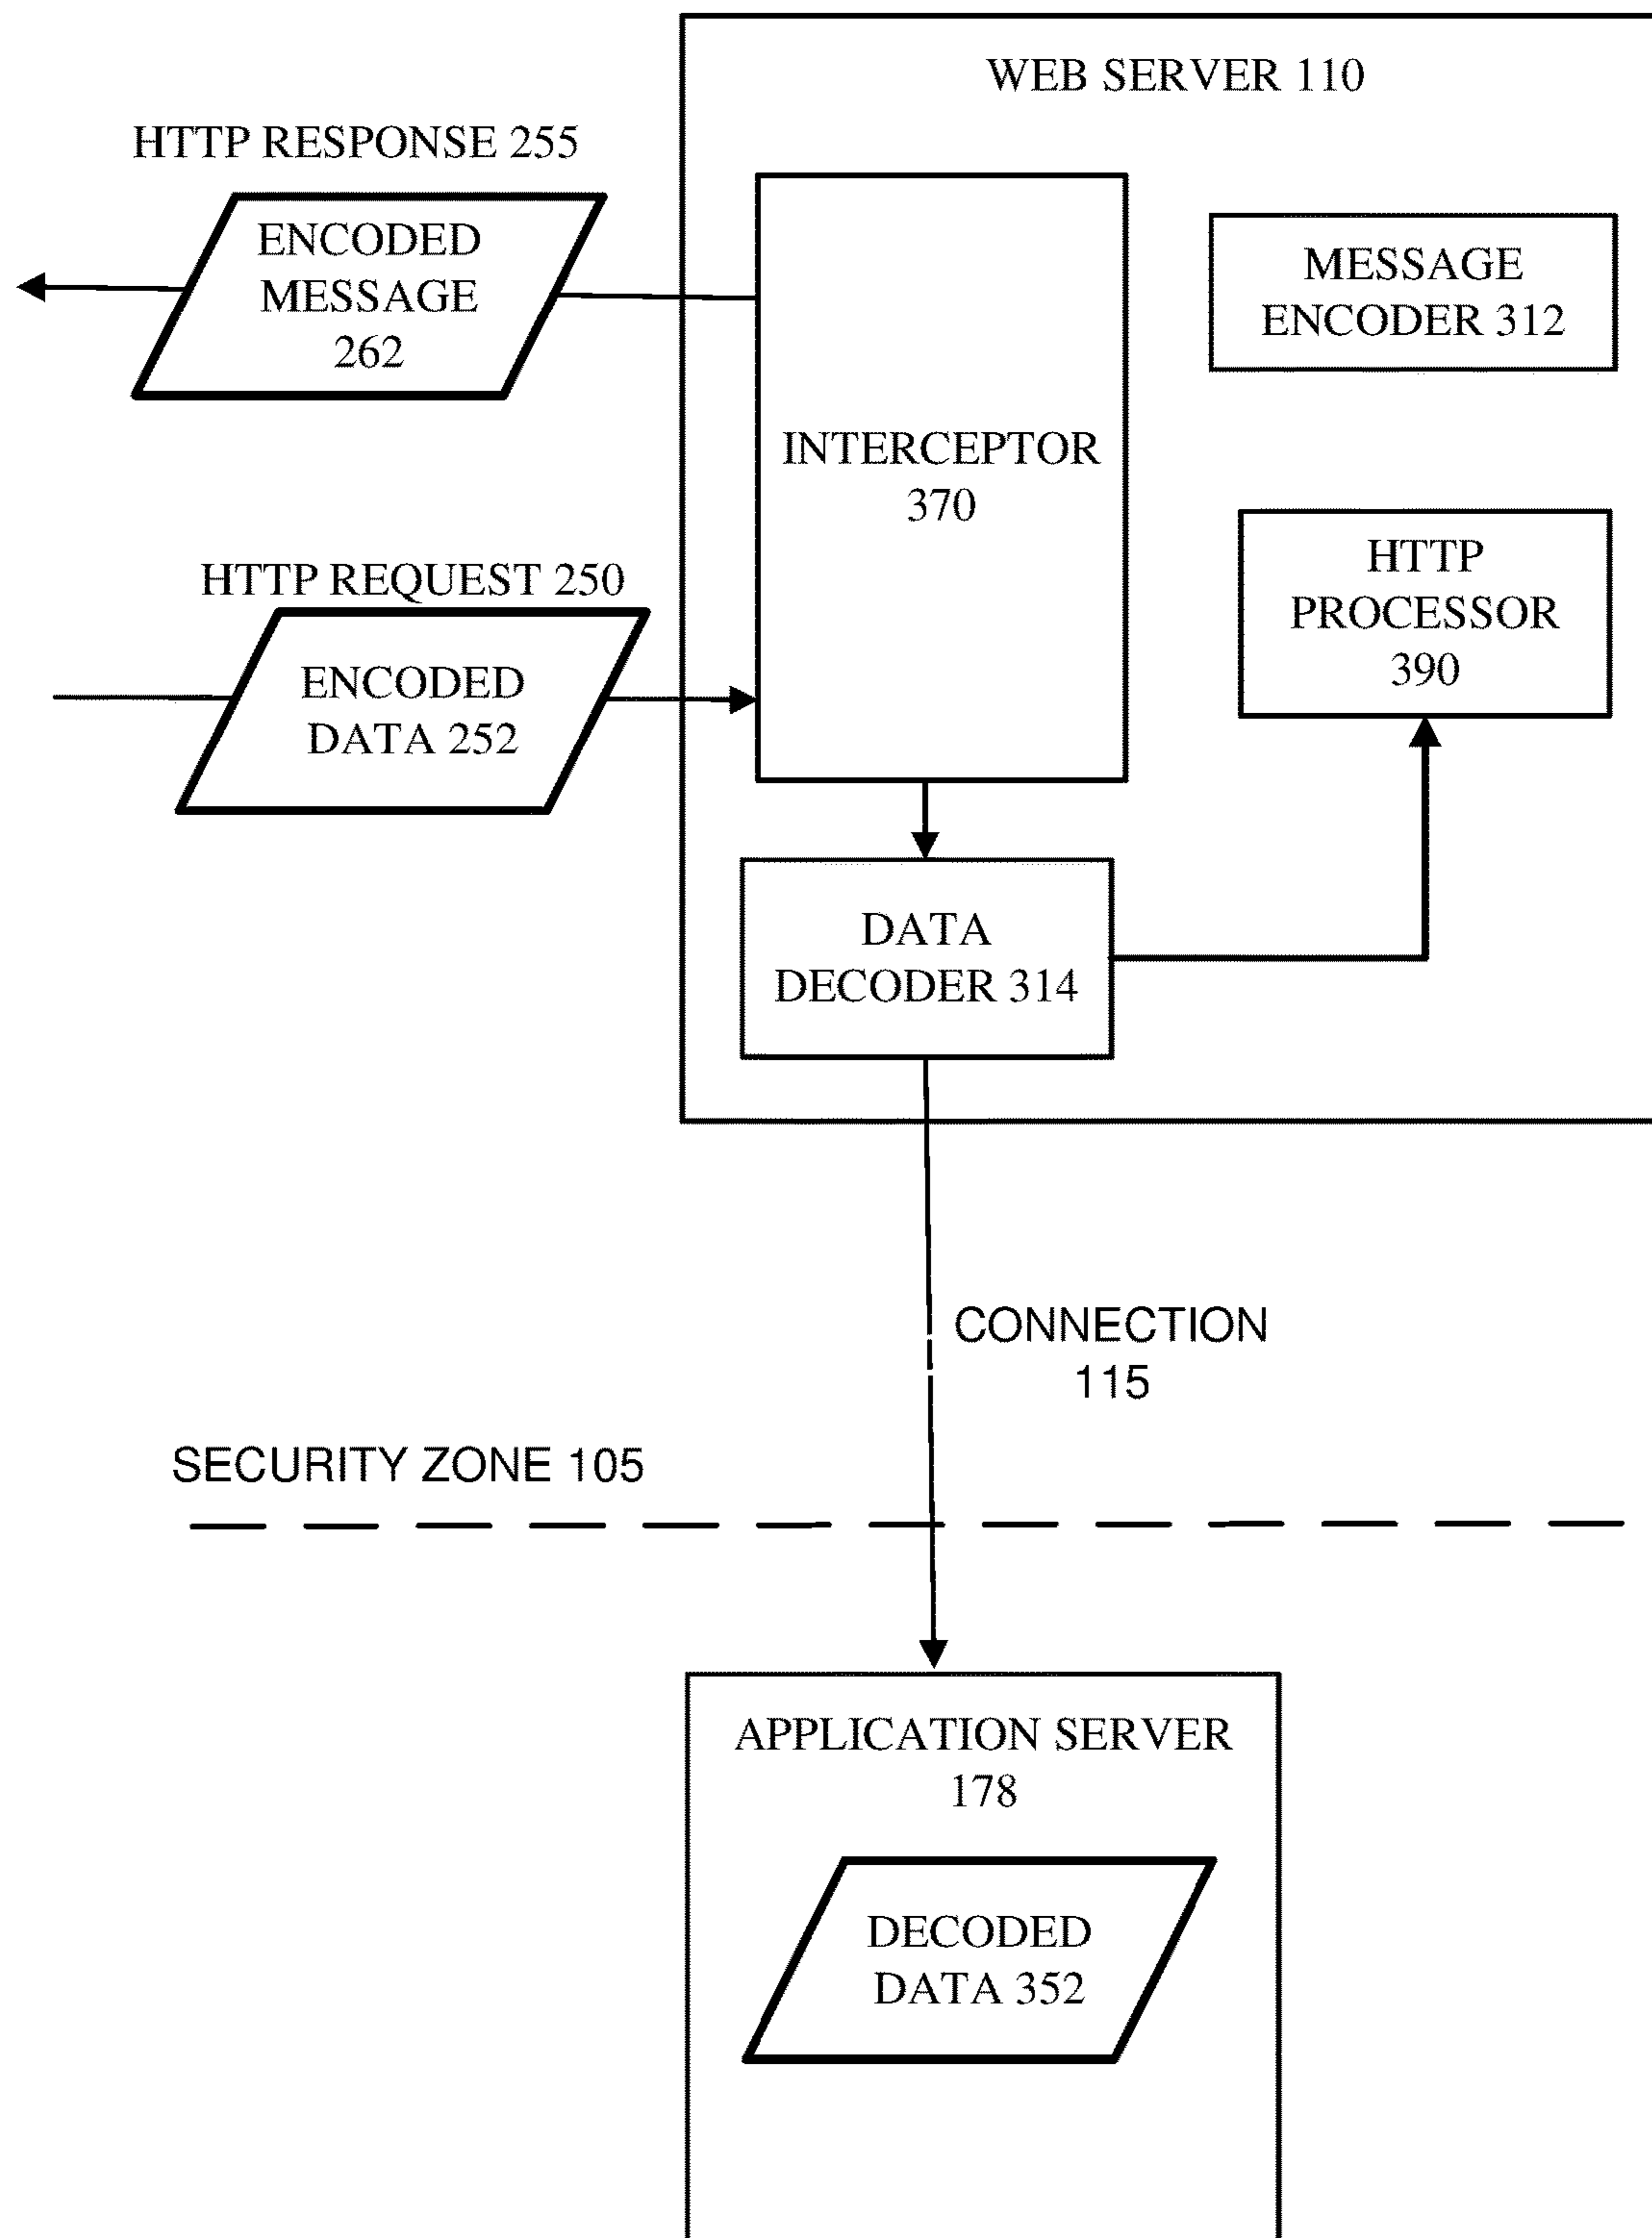 WEB SERVER 110
HTTP RESPONSE 255
ENCODED
MESSAGE
262
MESSAGE
ENCODER 312
INTERCEPTOR
370
HTTP REQUEST 250
ENCODED
DATA 252
HTTP
PROCESSOR
390
DATA
DECODER 314
CONNECTION
115
SECURITY ZONE 105
APPLICATION SERVER
178
DECODED
DATA 352